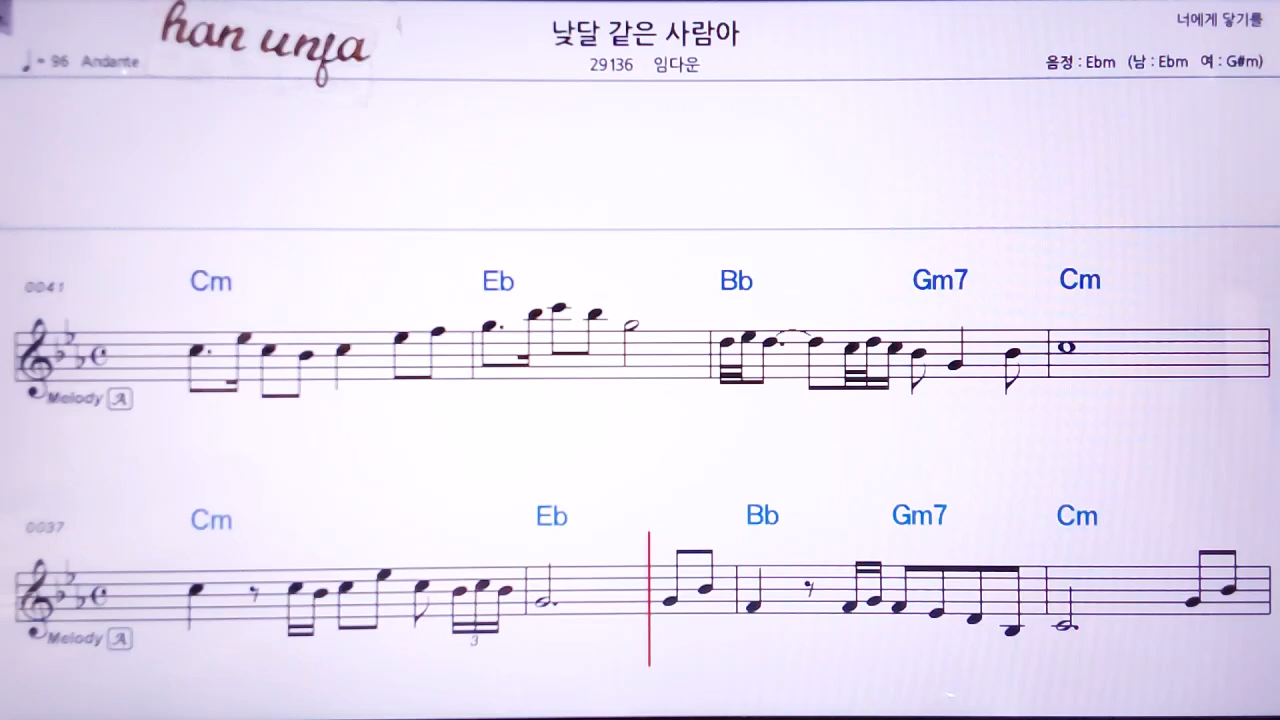 han unja
낮달 같은 사람아
너에게 닿기를
♩= 96 Andante
29136 임다운
음정 : Ebm (남 : Ebm 여 : G#m)
0041 Cm Eb Bb Gm7 Cm
Melody A
0037 Cm Eb Bb Gm7 Cm
Melody A
3